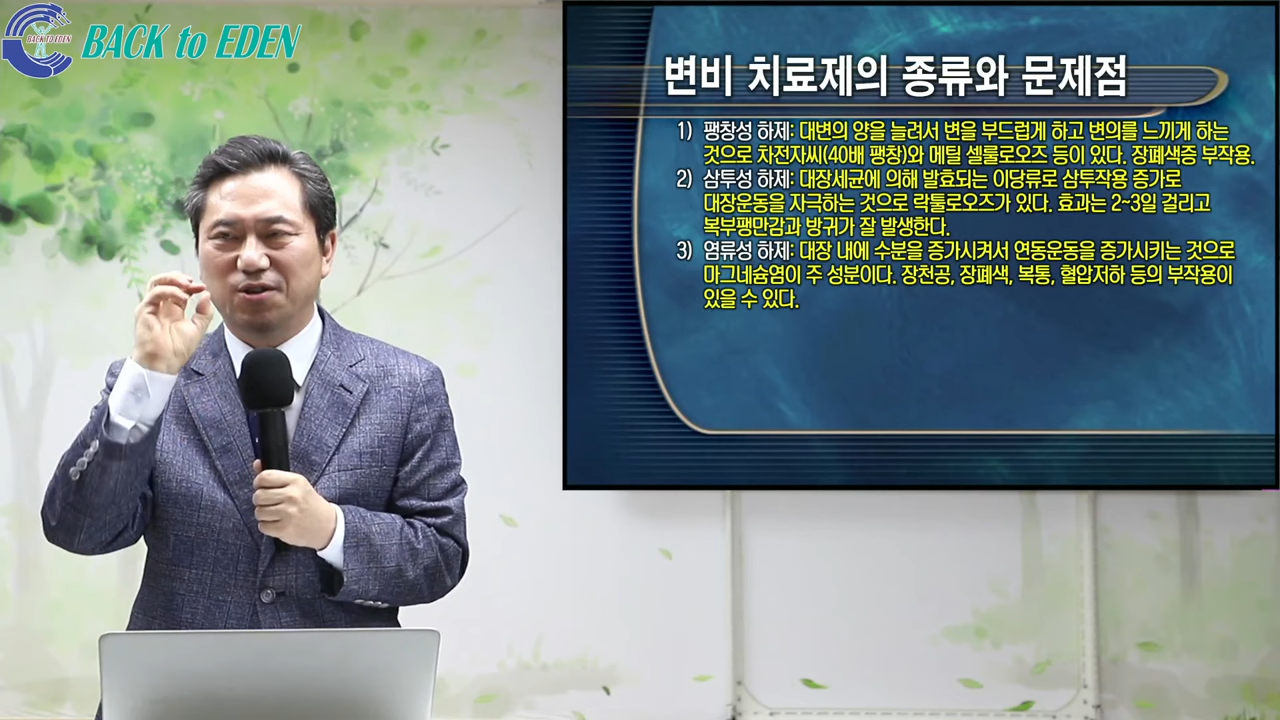 BACK TO EDEN
BACK to EDEN
변비 치료제의 종류와 문제점
1) 팽창성 하제: 대변의 양을 늘려서 변을 부드럽게 하고 변의를 느끼게 하는
것으로 차전자씨(40배 팽창)와 메틸 셀룰로오즈 등이 있다. 장폐색증 부작용.
2) 삼투성 하제: 대장세균에 의해 발효되는 이당류로 삼투작용 증가로
대장운동을 자극하는 것으로 락툴로오즈가 있다. 효과는 2~3일 걸리고
복부팽만감과 방귀가 잘 발생한다.
3) 염류성 하제: 대장 내에 수분을 증가시켜서 연동운동을 증가시키는 것으로
마그네슘염이 주 성분이다. 장천공, 장폐색, 복통, 혈압저하 등의 부작용이
있을 수 있다.